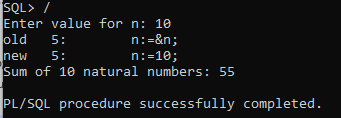 SQL> /
Enter value for n: 10
old   5:         n:=&n;
new   5:         n:=10;
Sum of 10 natural numbers: 55
PL/SQL procedure successfully completed.